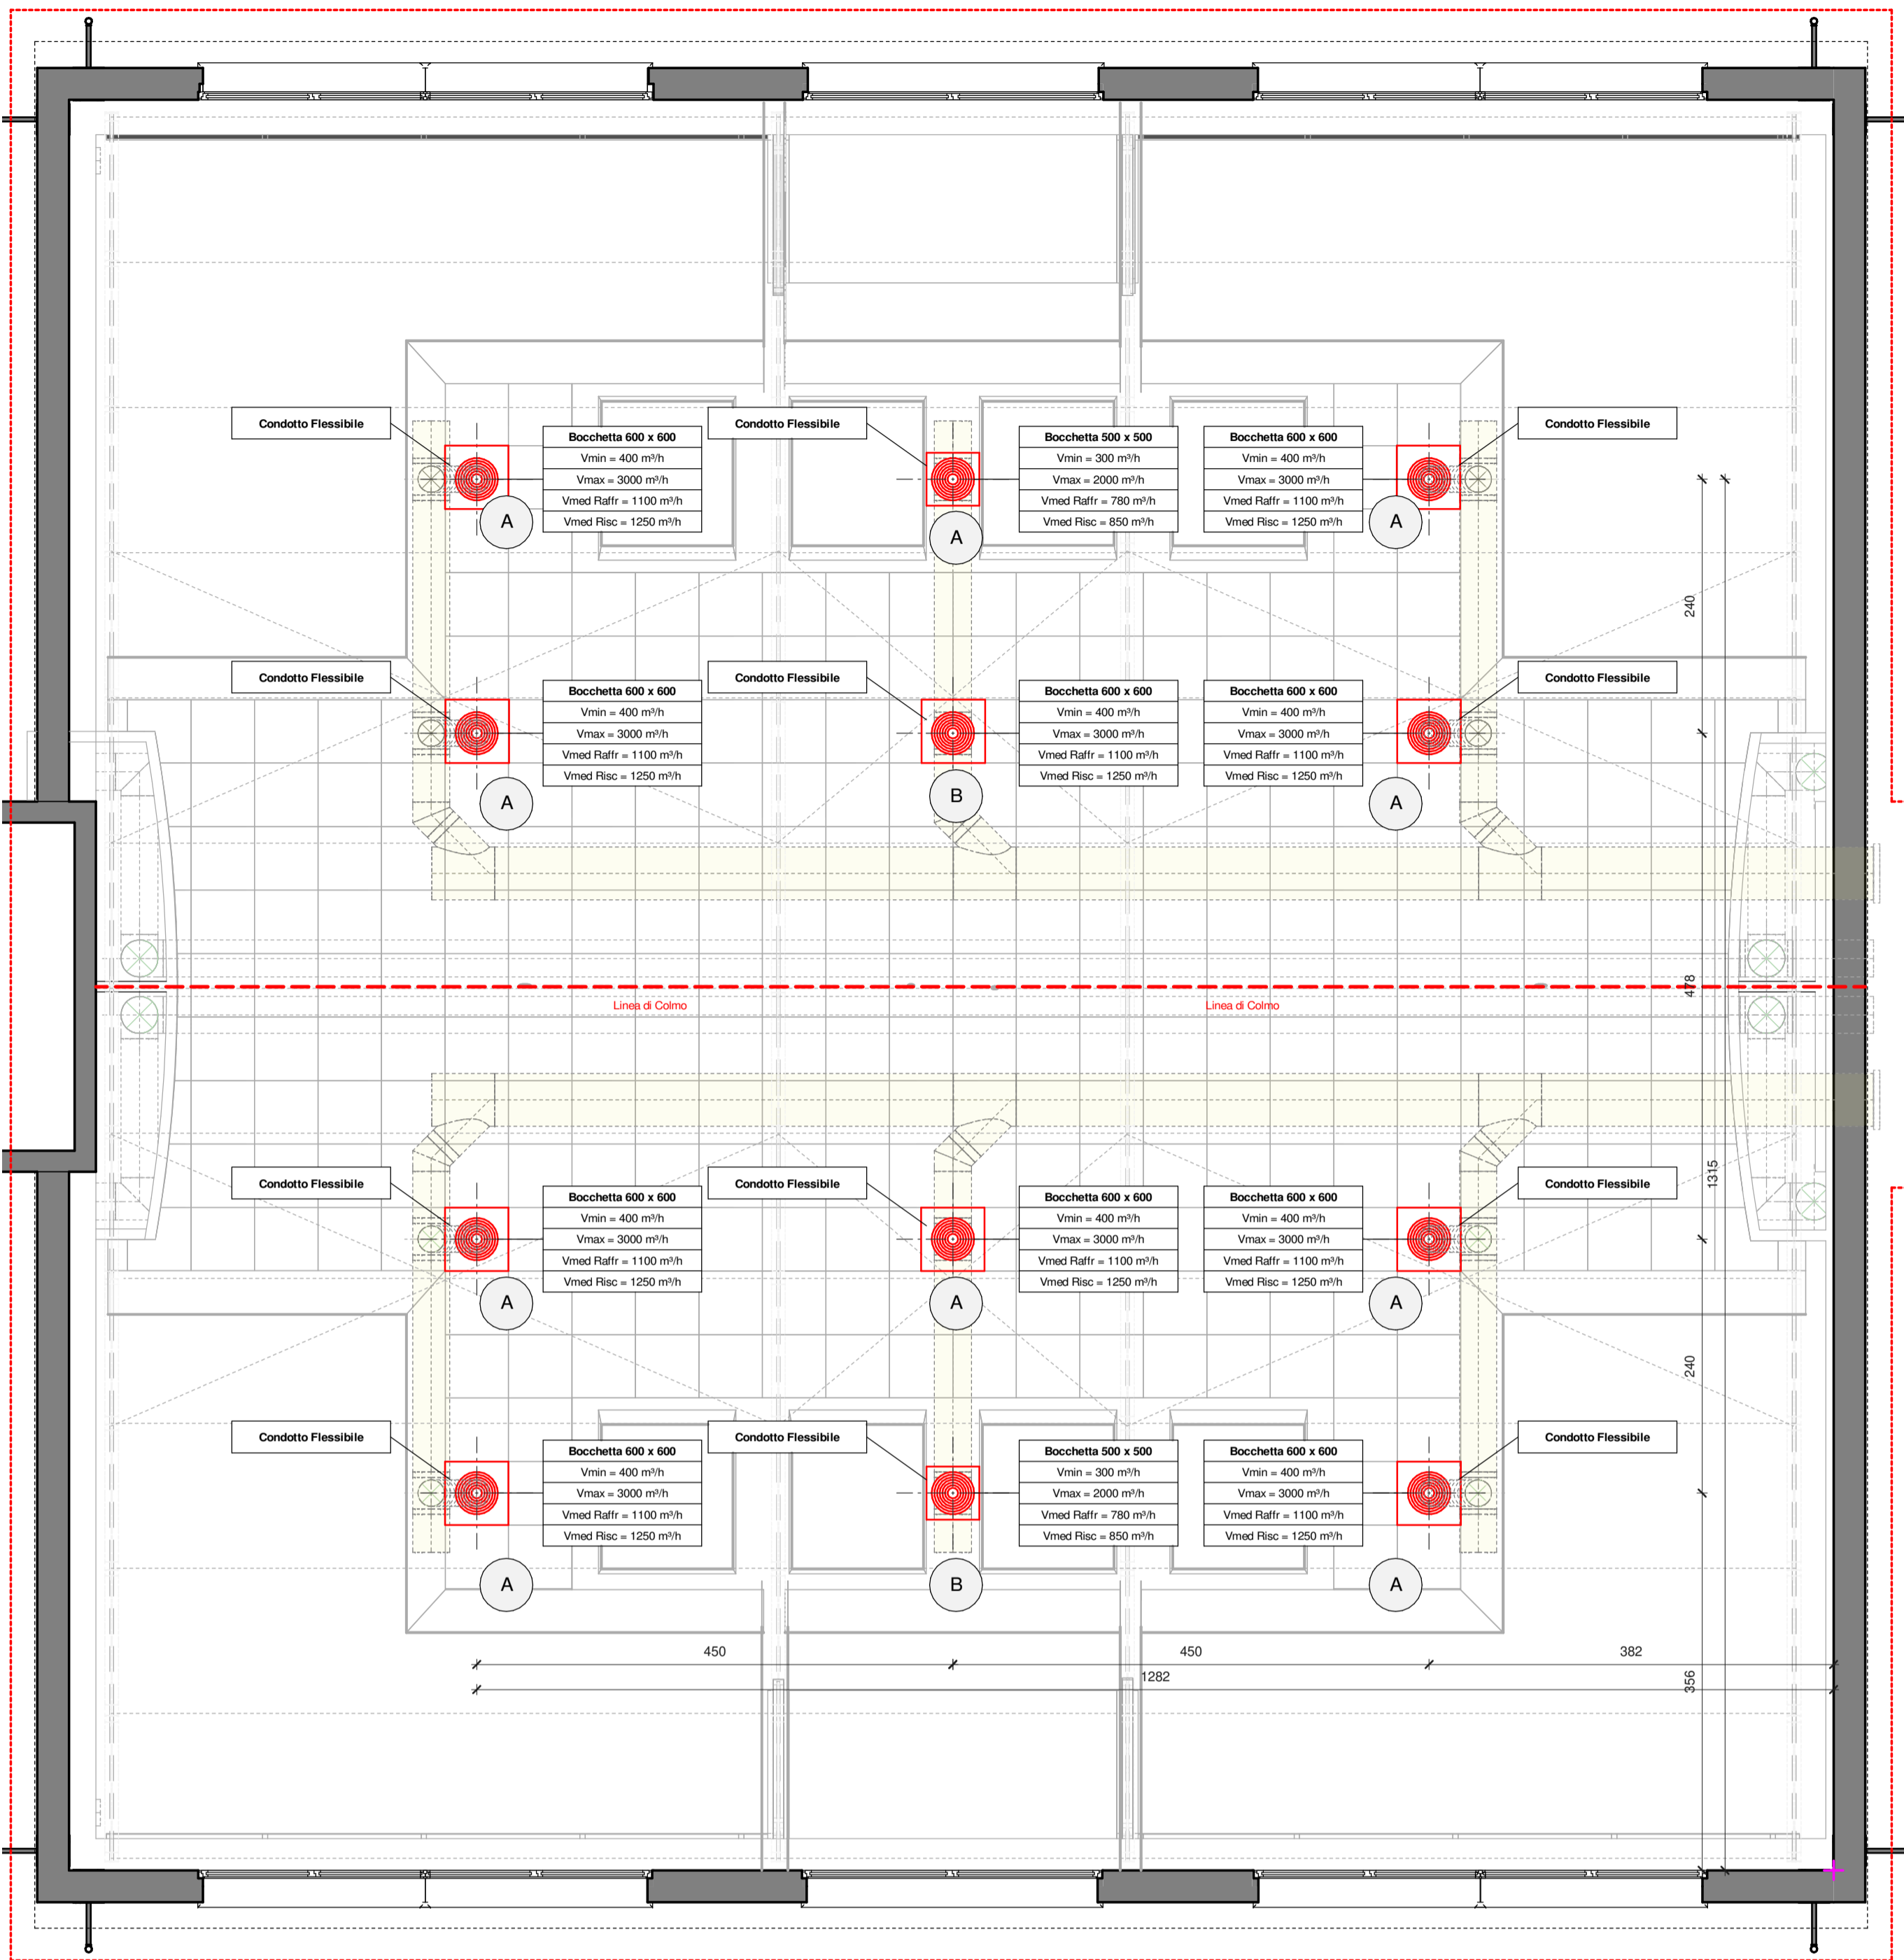 Condotto Flessibile
Condotto Flessibile
Condotto Flessibile
Bocchetta 600 x 600
Vmin = 400 m³/h
Vmax = 3000 m³/h
Vmed Raffr = 1100 m³/h
Vmed Risc = 1250 m³/h
Bocchetta 500 x 500
Vmin = 300 m³/h
Vmax = 2000 m³/h
Vmed Raffr = 780 m³/h
Vmed Risc = 850 m³/h
Bocchetta 600 x 600
Vmin = 400 m³/h
Vmax = 3000 m³/h
Vmed Raffr = 1100 m³/h
Vmed Risc = 1250 m³/h
A
A
A
240
Condotto Flessibile
Condotto Flessibile
Condotto Flessibile
Bocchetta 600 x 600
Vmin = 400 m³/h
Vmax = 3000 m³/h
Vmed Raffr = 1100 m³/h
Vmed Risc = 1250 m³/h
Bocchetta 600 x 600
Vmin = 400 m³/h
Vmax = 3000 m³/h
Vmed Raffr = 1100 m³/h
Vmed Risc = 1250 m³/h
Bocchetta 600 x 600
Vmin = 400 m³/h
Vmax = 3000 m³/h
Vmed Raffr = 1100 m³/h
Vmed Risc = 1250 m³/h
A
B
A
478
Linea di Colmo
Linea di Colmo
1315
Condotto Flessibile
Condotto Flessibile
Condotto Flessibile
Bocchetta 600 x 600
Vmin = 400 m³/h
Vmax = 3000 m³/h
Vmed Raffr = 1100 m³/h
Vmed Risc = 1250 m³/h
Bocchetta 600 x 600
Vmin = 400 m³/h
Vmax = 3000 m³/h
Vmed Raffr = 1100 m³/h
Vmed Risc = 1250 m³/h
Bocchetta 600 x 600
Vmin = 400 m³/h
Vmax = 3000 m³/h
Vmed Raffr = 1100 m³/h
Vmed Risc = 1250 m³/h
A
A
A
240
Condotto Flessibile
Condotto Flessibile
Condotto Flessibile
Bocchetta 600 x 600
Vmin = 400 m³/h
Vmax = 3000 m³/h
Vmed Raffr = 1100 m³/h
Vmed Risc = 1250 m³/h
Bocchetta 500 x 500
Vmin = 300 m³/h
Vmax = 2000 m³/h
Vmed Raffr = 780 m³/h
Vmed Risc = 850 m³/h
Bocchetta 600 x 600
Vmin = 400 m³/h
Vmax = 3000 m³/h
Vmed Raffr = 1100 m³/h
Vmed Risc = 1250 m³/h
A
B
A
450
450
382
1282
356